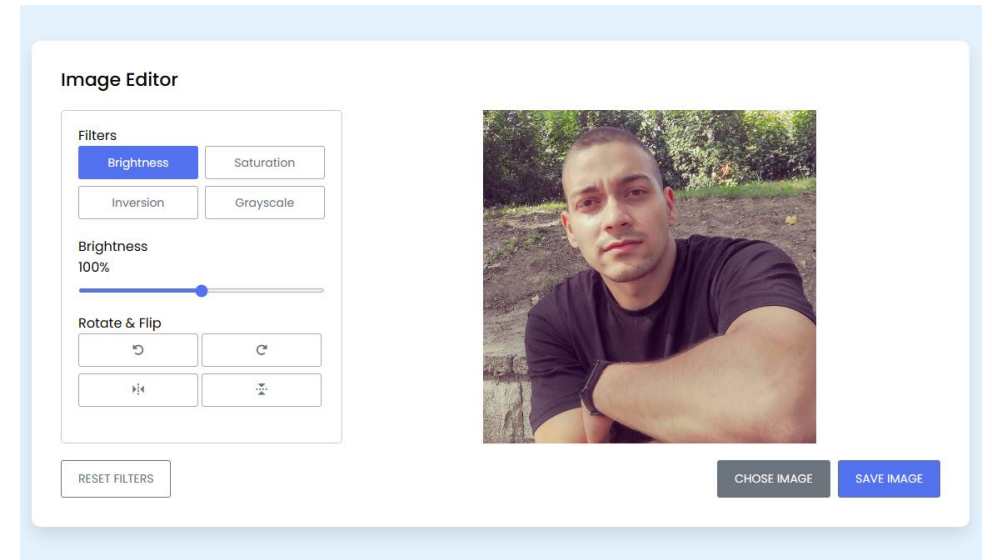 Image Editor
Filters
Brightness
Saturation
Inversion
Grayscale
Brightness
100%
Rotate & Flip
RESET FILTERS
CHOSE IMAGE
SAVE IMAGE